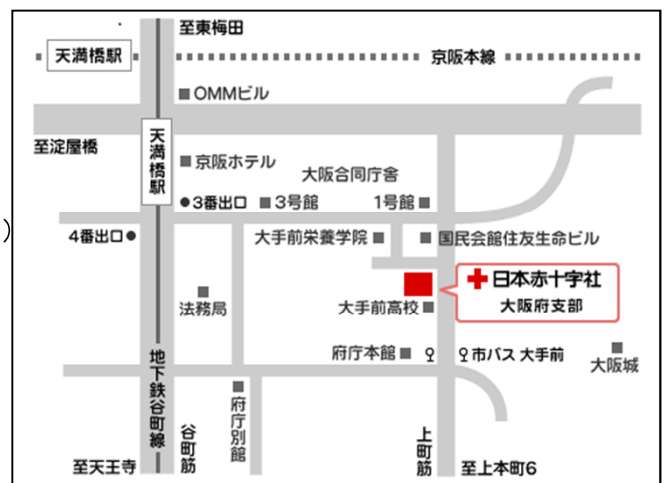 至東梅田
天満橋駅
京阪本線
OMMビル
至淀屋橋
天満橋駅
京阪ホテル
大阪合同庁舎
3番出口
3号館
1号館
4番出口
大手前栄養学院
国民会館住友生命ビル
)
日本赤十字社
大阪府支部
法務局
大手前高校
府庁本館
市バス 大手前
大阪城
地下鉄谷町線
府庁別館
谷町筋
上町筋
至天王寺
至上本町6